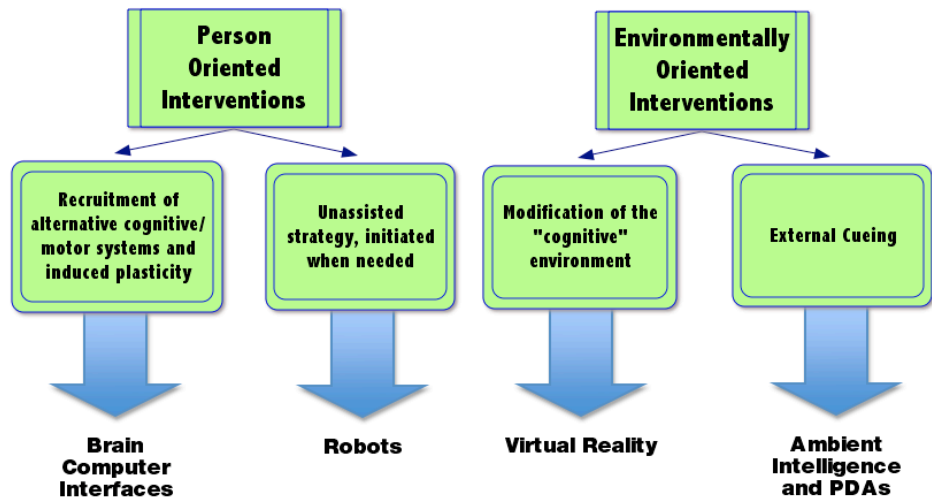 Person
Oriented
Interventions
Environmentally
Oriented
Interventions
Recruitment of
alternative cognitive/
motor systems and
induced plasticity
Unassisted
strategy, initiated
when needed
Modification of the
"cognitive"
environment
External Cueing
Brain
Computer
Interfaces
Robots
Virtual Reality
Ambient
Intelligence
and PDAs